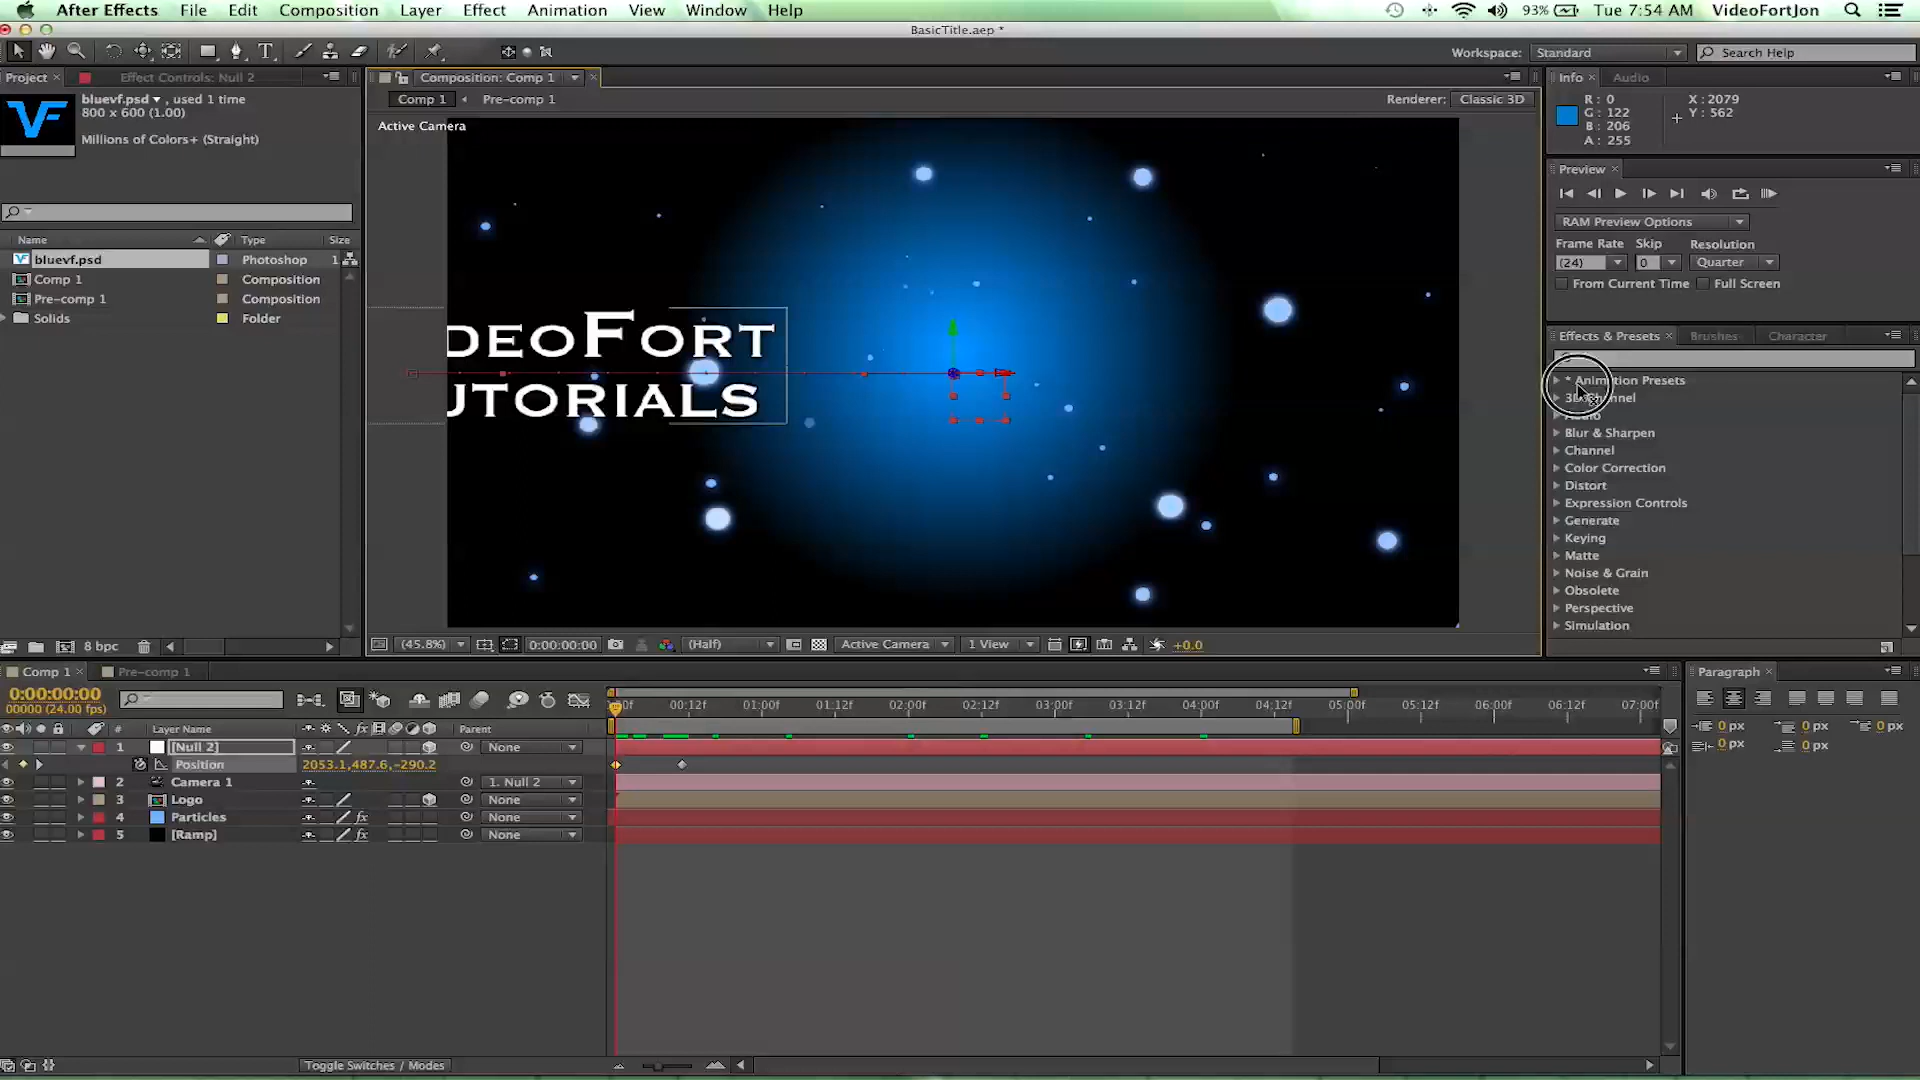 After Effects File Edit Composition Layer Effect Animation View Window Help 93% Tue 7:54 AM VideoFortJon
BasicTitle.aep *
Workspace: Standard Search Help
Project Effect Controls: Null 2 Composition: Comp 1 Info Audio
bluevf.psd , used 1 time
800 x 600 (1.00)
Millions of Colors+ (Straight)
Comp 1 Pre-comp 1 Renderer: Classic 3D
Active Camera
R: 0 X: 2079
G: 122 Y: 562
B: 206
A: 255
Preview
RAM Preview Options
Frame Rate Skip Resolution
(24) 0 Quarter
From Current Time Full Screen
Name Type Size
bluevf.psd Photoshop 1
Comp 1 Composition
Pre-comp 1 Composition
Solids Folder
DEOFORT
UTORIALS
Effects & Presets Brushes Character
* Animation Presets
Blur & Sharpen
Channel
Color Correction
Distort
Expression Controls
Generate
Keying
Matte
Noise & Grain
Obsolete
Perspective
Simulation
8 bpc (45.8%) 0:00:00:00 (Half) Active Camera 1 View +0.0
Comp 1 Pre-comp 1 Paragraph
0:00:00:00
00000 (24.00 fps)
00f 00:12f 01:00f 01:12f 02:00f 02:12f 03:00f 03:12f 04:00f 04:12f 05:00f 05:12f 06:00f 06:12f 07:00f
0 px 0 px 0 px
0 px 0 px
# Layer Name Parent
1 [Null 2] None
Position 2053.1,487.6,-290.2
2 Camera 1 1. Null 2
3 Logo None
4 Particles fx None
5 [Ramp] fx None
Toggle Switches / Modes